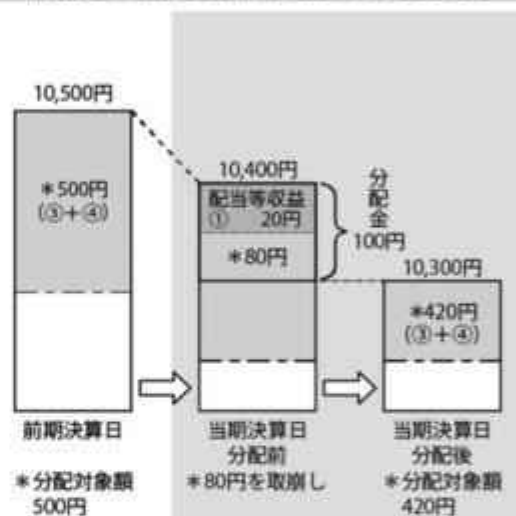 10,500円
*500円
(③+④)
前期決算日
*分配対象額
500円
10,400円
配当等収益
① 20円
*80円
分配金
100円
当期決算日
分配前
*80円を取崩し
10,300円
*420円
(③+④)
当期決算日
分配後
*分配対象額
420円